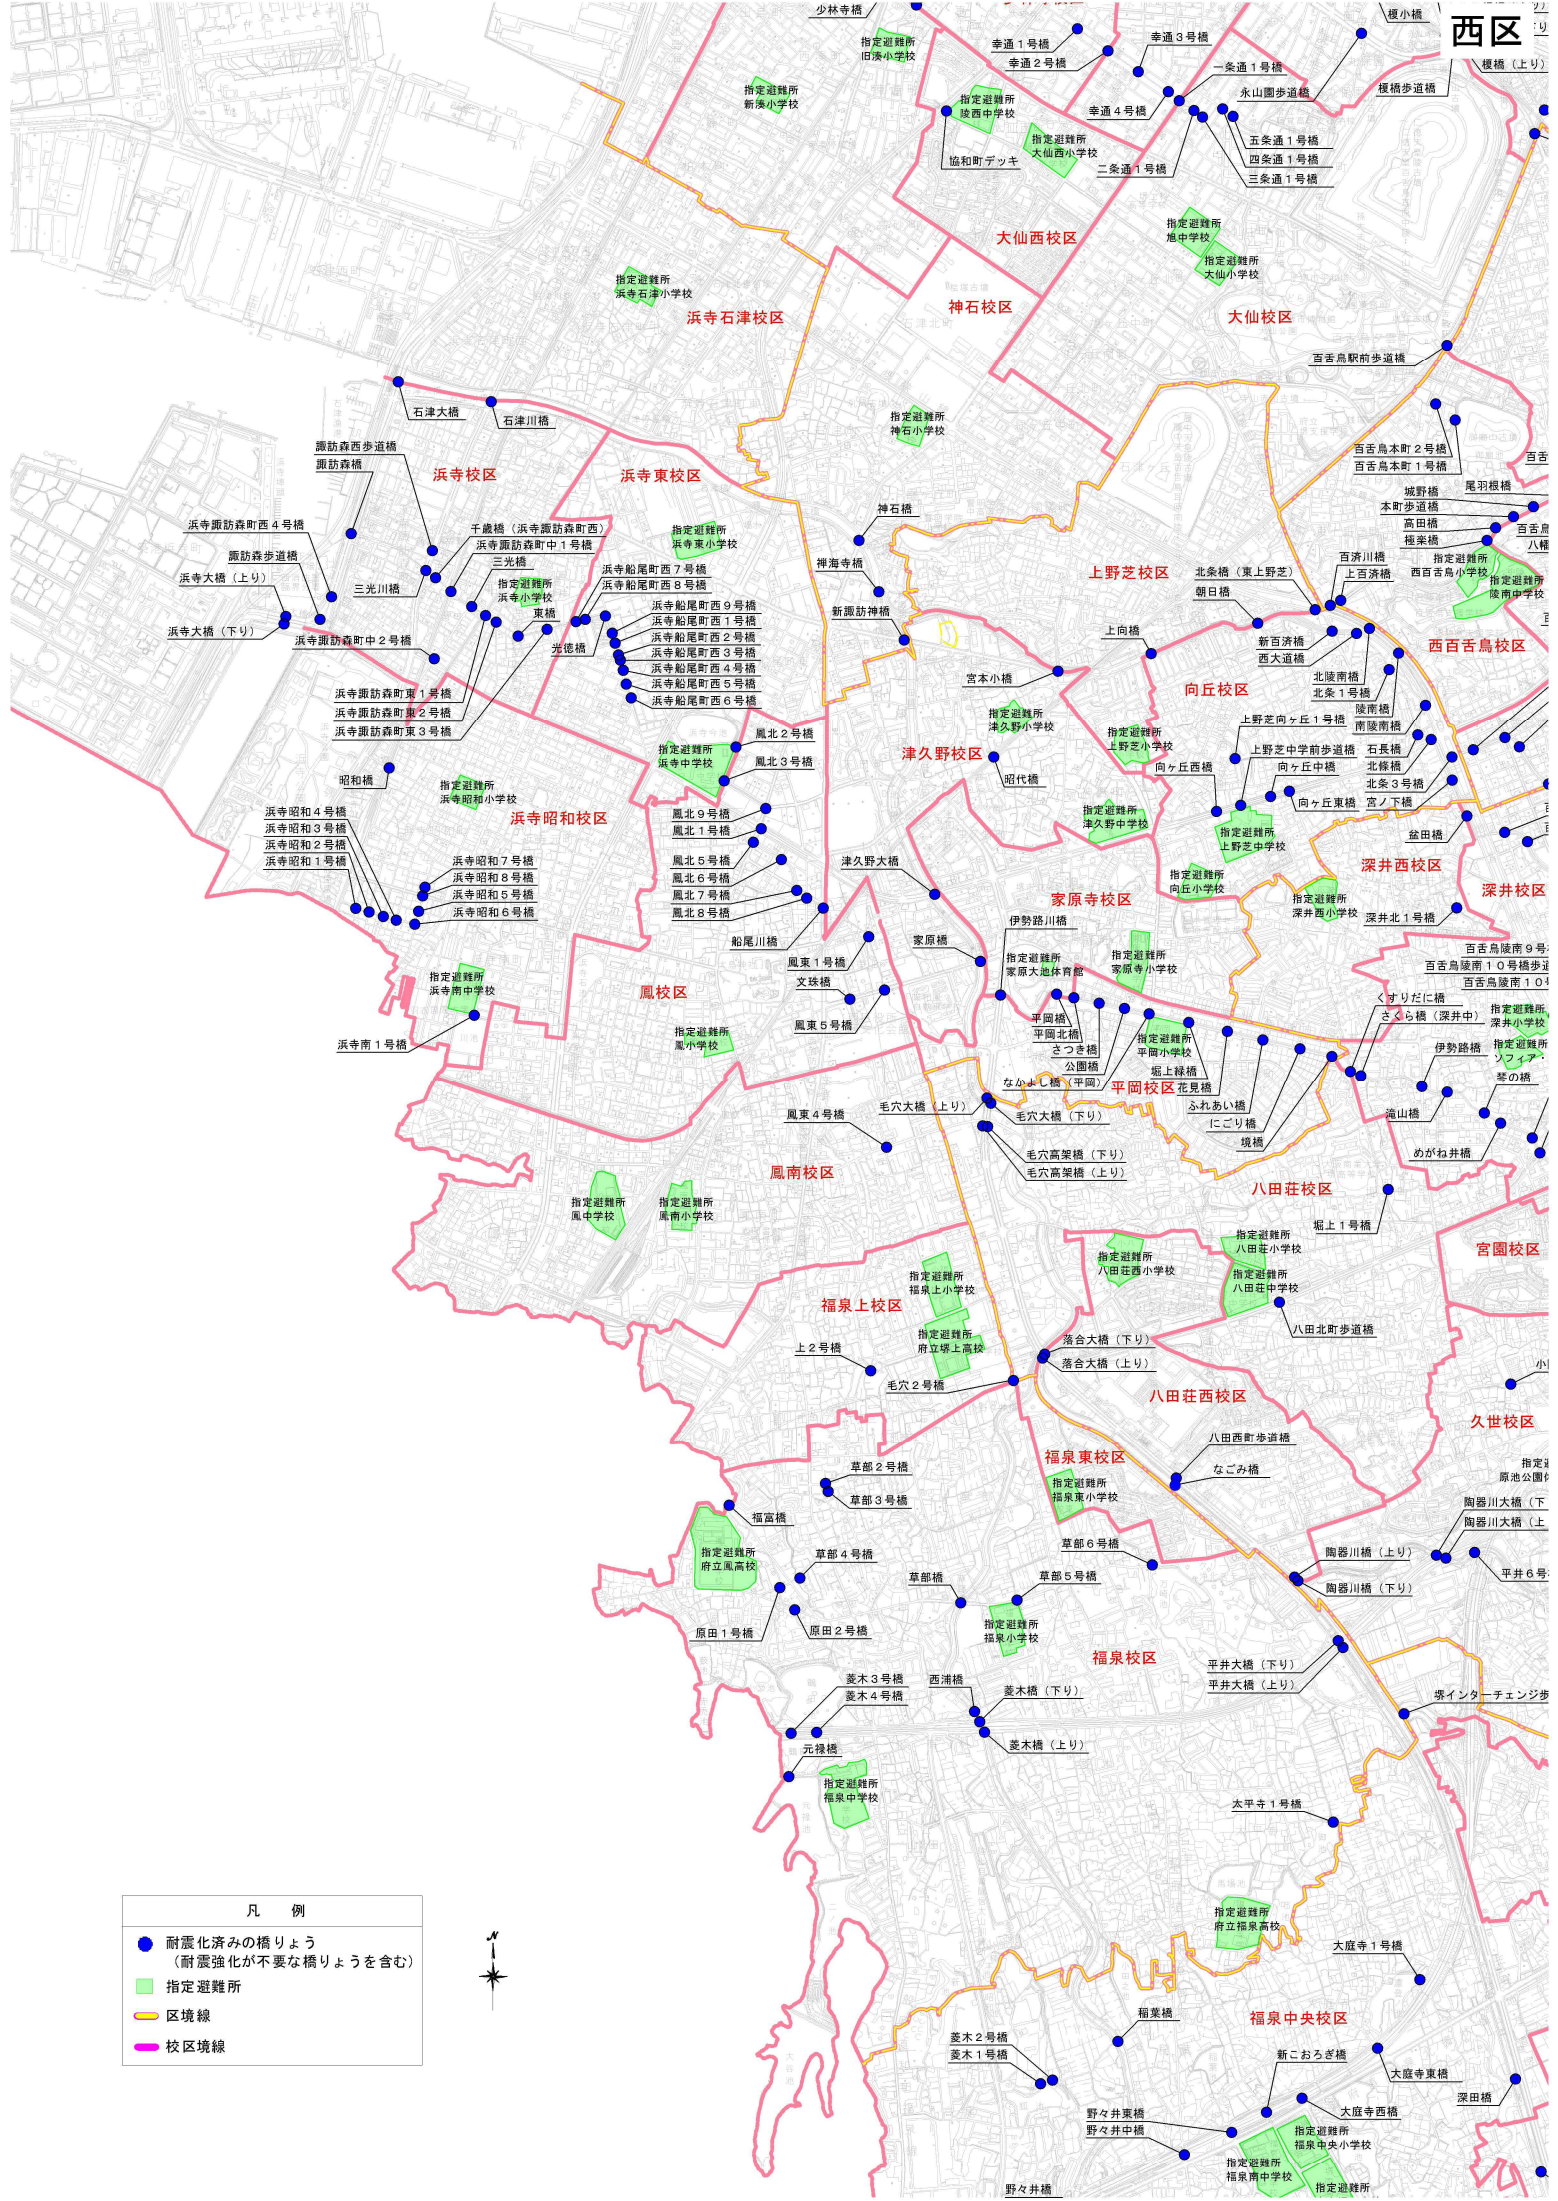 西区
少林寺橋
指定避難所
旧湊小学校
幸通１号橋
幸通２号橋
幸通３号橋
幸通４号橋
一条通１号橋
榎小橋
榎橋（上り）
永山園歩道橋
榎橋歩道橋
指定避難所
新湊小学校
指定避難所
陵西中学校
指定避難所
大仙西小学校
協和町デッキ
二条通１号橋
五条通１号橋
四条通１号橋
三条通１号橋
大仙西校区
指定避難所
旭中学校
指定避難所
大仙小学校
指定避難所
浜寺石津小学校
浜寺石津校区
神石校区
大仙校区
百舌鳥駅前歩道橋
石津大橋
石津川橋
指定避難所
神石小学校
百舌鳥本町２号橋
百舌鳥本町１号橋
諏訪森西歩道橋
諏訪森橋
浜寺校区
浜寺東校区
城野橋
尾羽根橋
本町歩道橋
高田橋
極楽橋
浜寺諏訪森町西４号橋
諏訪森歩道橋
浜寺大橋（上り）
浜寺大橋（下り）
千歳橋（浜寺諏訪森町西）
浜寺諏訪森町中１号橋
三光橋
三光川橋
指定避難所
浜寺小学校
指定避難所
浜寺東小学校
神石橋
禅海寺橋
新諏訪神橋
上野芝校区
北条橋（東上野芝）
百済川橋
上百済橋
朝日橋
指定避難所
西百舌鳥小学校
指定避難所
陵南中学校
西百舌鳥校区
浜寺船尾町西７号橋
浜寺船尾町西８号橋
浜寺船尾町西９号橋
浜寺船尾町西１号橋
浜寺船尾町西２号橋
浜寺船尾町西３号橋
浜寺船尾町西４号橋
浜寺船尾町西５号橋
浜寺船尾町西６号橋
東橋
光徳橋
浜寺諏訪森町中２号橋
浜寺諏訪森町東１号橋
浜寺諏訪森町東２号橋
浜寺諏訪森町東３号橋
上向橋
新百済橋
西大道橋
宮本小橋
向丘校区
北陵南橋
北条１号橋
陵南橋
南陵南橋
指定避難所
津久野小学校
津久野校区
指定避難所
上野芝小学校
上野芝向ヶ丘１号橋
上野芝中学前歩道橋
向ヶ丘西橋
向ヶ丘中橋
向ヶ丘東橋
石長橋
北條橋
北条３号橋
宮ノ下橋
昭代橋
鳳北２号橋
鳳北３号橋
指定避難所
浜寺中学校
昭和橋
指定避難所
浜寺昭和小学校
浜寺昭和校区
浜寺昭和４号橋
浜寺昭和３号橋
浜寺昭和２号橋
浜寺昭和１号橋
浜寺昭和７号橋
浜寺昭和８号橋
浜寺昭和５号橋
浜寺昭和６号橋
鳳北９号橋
鳳北１号橋
鳳北５号橋
鳳北６号橋
鳳北７号橋
鳳北８号橋
船尾川橋
津久野大橋
指定避難所
津久野中学校
指定避難所
上野芝中学校
指定避難所
向丘小学校
盆田橋
深井西校区
深井校区
指定避難所
深井西小学校
深井北１号橋
家原寺校区
伊勢路川橋
家原橋
指定避難所
家原大池体育館
指定避難所
家原寺小学校
鳳東１号橋
文珠橋
鳳東５号橋
指定避難所
浜寺南中学校
浜寺南１号橋
鳳校区
指定避難所
鳳小学校
平岡橋
平岡北橋
さつき橋
公園橋
なかよし橋（平岡）
指定避難所
平岡小学校
堀上緑橋
花見橋
平岡校区
ふれあい橋
にごり橋
境橋
くすりだに橋
さくら橋（深井中）
伊勢路橋
指定避難所
深井小学校
指定避難所
琴の橋
滝山橋
めがね井橋
毛穴大橋（上り）
毛穴大橋（下り）
毛穴高架橋（下り）
毛穴高架橋（上り）
鳳東４号橋
鳳南校区
指定避難所
鳳中学校
指定避難所
鳳南小学校
八田荘校区
堀上１号橋
宮園校区
指定避難所
八田荘西小学校
指定避難所
八田荘小学校
指定避難所
八田荘中学校
八田北町歩道橋
指定避難所
福泉上小学校
福泉上校区
指定避難所
府立堺上高校
上２号橋
毛穴２号橋
落合大橋（下り）
落合大橋（上り）
八田荘西校区
久世校区
福泉東校区
指定避難所
福泉東小学校
八田西町歩道橋
なごみ橋
草部２号橋
草部３号橋
福富橋
指定避難所
府立鳳高校
草部４号橋
原田１号橋
原田２号橋
草部６号橋
草部５号橋
草部橋
指定避難所
福泉小学校
福泉校区
陶器川橋（上り）
陶器川橋（下り）
平井大橋（下り）
平井大橋（上り）
菱木３号橋
菱木４号橋
西浦橋
菱木橋（下り）
菱木橋（上り）
元禄橋
指定避難所
福泉中学校
太平寺１号橋
指定避難所
府立福泉高校
大庭寺１号橋
福泉中央校区
稲葉橋
菱木２号橋
菱木１号橋
新こおろぎ橋
大庭寺東橋
大庭寺西橋
深田橋
野々井東橋
野々井中橋
指定避難所
福泉中央小学校
指定避難所
福泉南中学校
指定避難所
野々井橋
凡　例
耐震化済みの橋りょう
（耐震強化が不要な橋りょうを含む）
指定避難所
区境線
校区境線
N